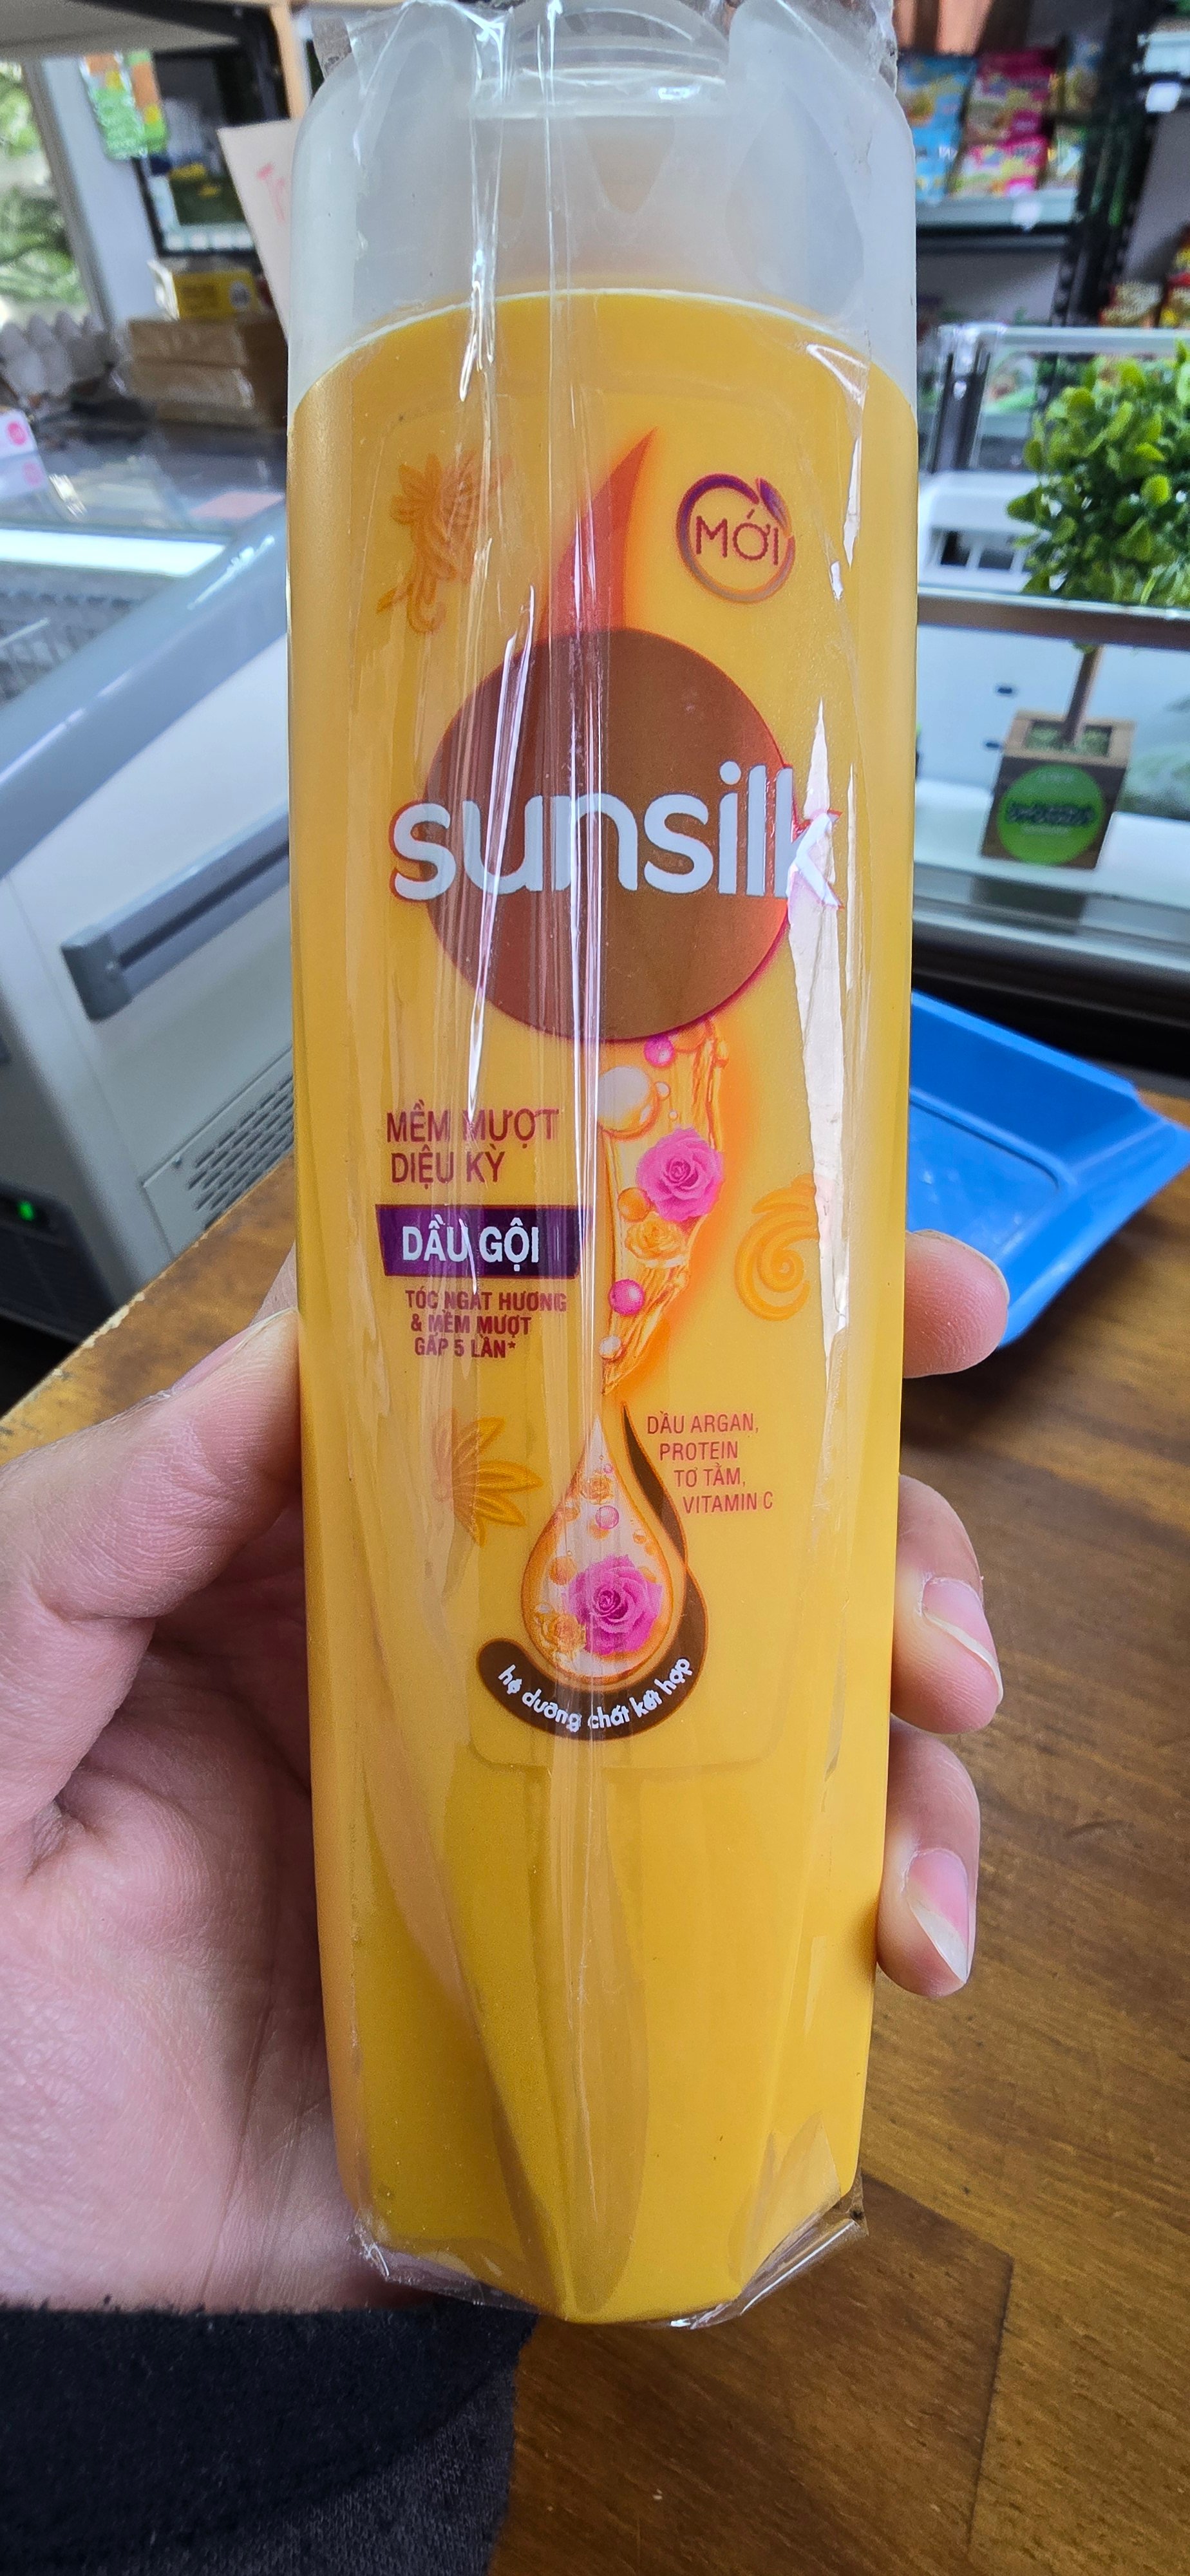 MỚI
sunsilk
MỀM MƯỢT
DIỆU KỲ
DẦU GỘI
TÓC NGÁT HƯƠNG
& MỀM MƯỢT
GẤP 5 LẦN*
DẦU ARGAN,
PROTEIN
TƠ TẰM,
VITAMIN C
hệ dưỡng chất kết hợp